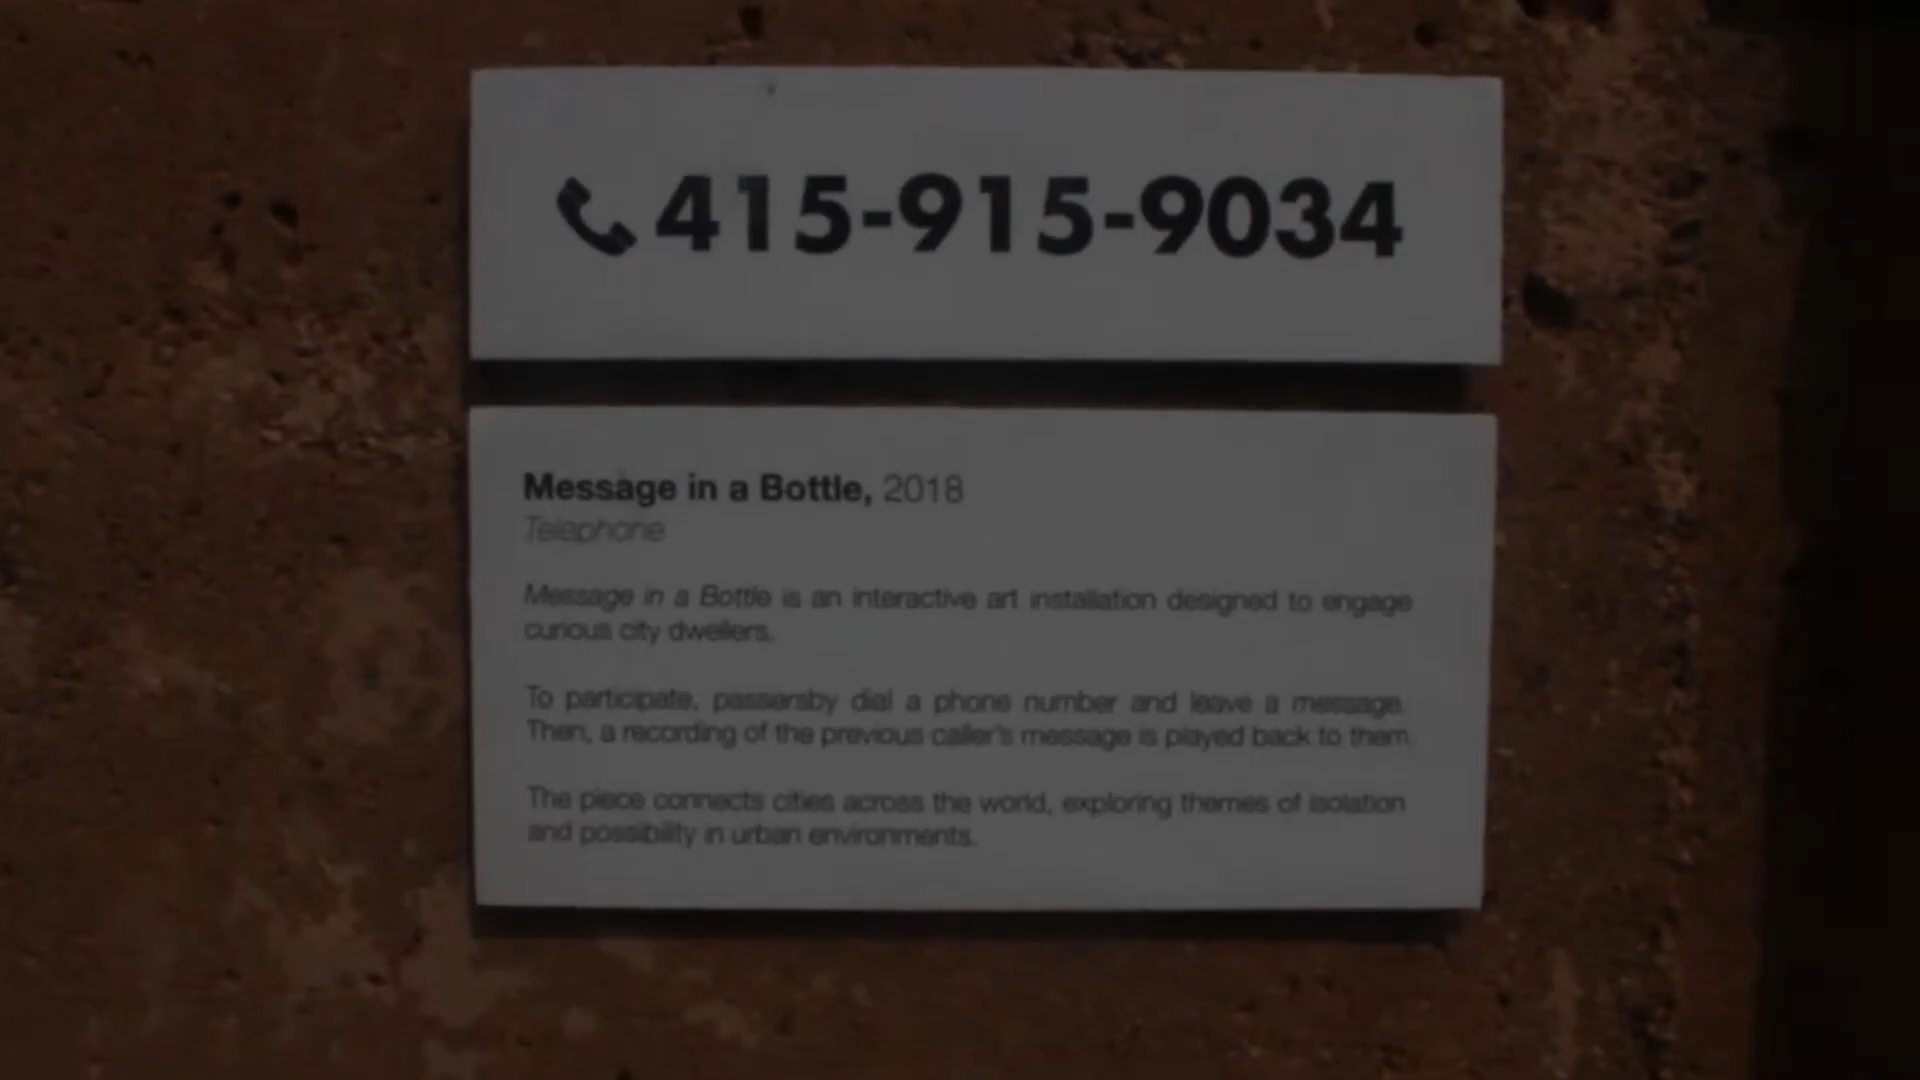 415-915-9034
Message in a Bottle, 2018
Telephone
Message in a Bottle is an interactive art installation designed to engage
curious city dwellers.
To participate, passersby dial a phone number and leave a message.
Then, a recording of the previous caller's message is played back to them.
The piece connects cities across the world, exploring themes of isolation
and possibility in urban environments.